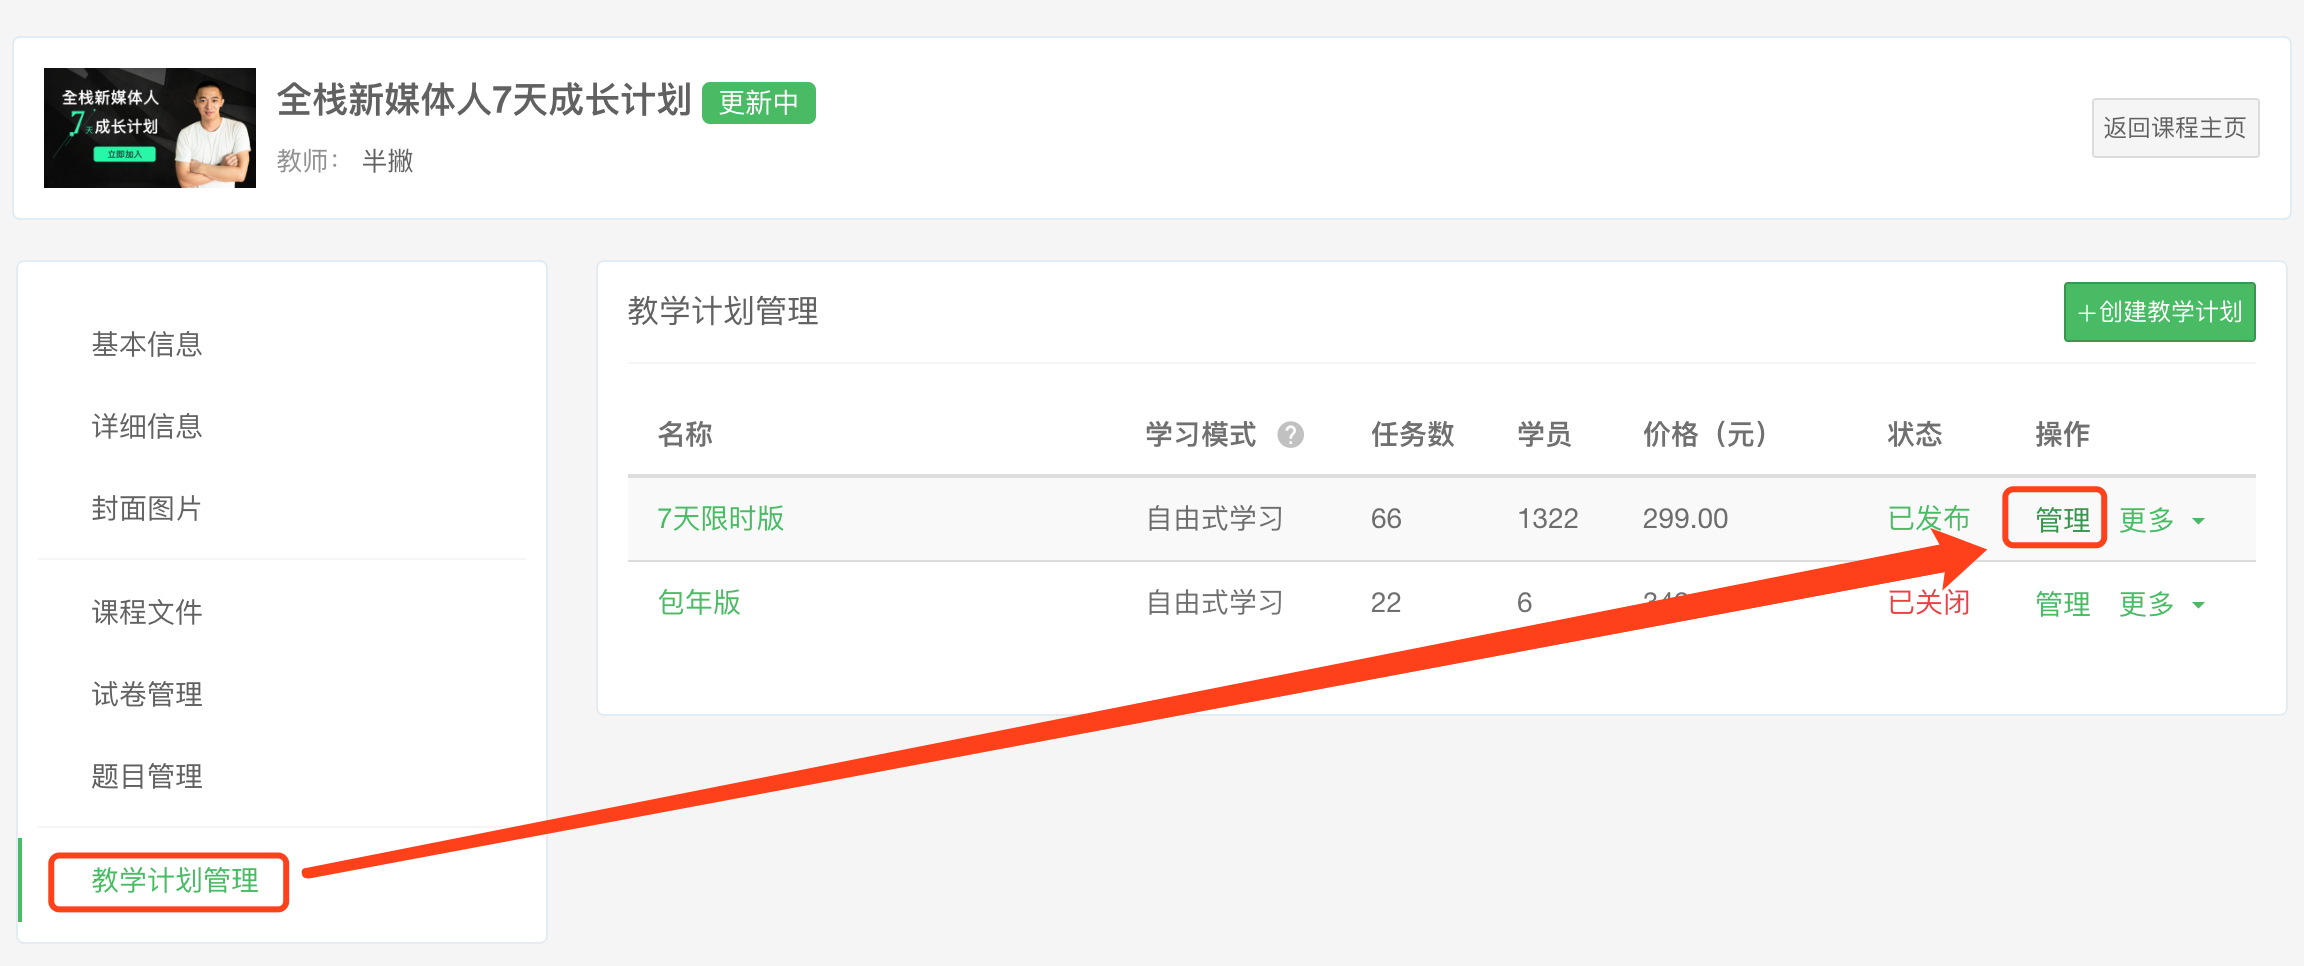 全栈新媒体人
7天成长计划
立即加入
全栈新媒体人7天成长计划 更新中
教师： 半撇
返回课程主页
基本信息
详细信息
封面图片
课程文件
试卷管理
题目管理
教学计划管理
教学计划管理
+创建教学计划
名称 学习模式 ? 任务数 学员 价格（元） 状态 操作
7天限时版 自由式学习 66 1322 299.00 已发布 管理 更多
包年版 自由式学习 22 6 已关闭 管理 更多